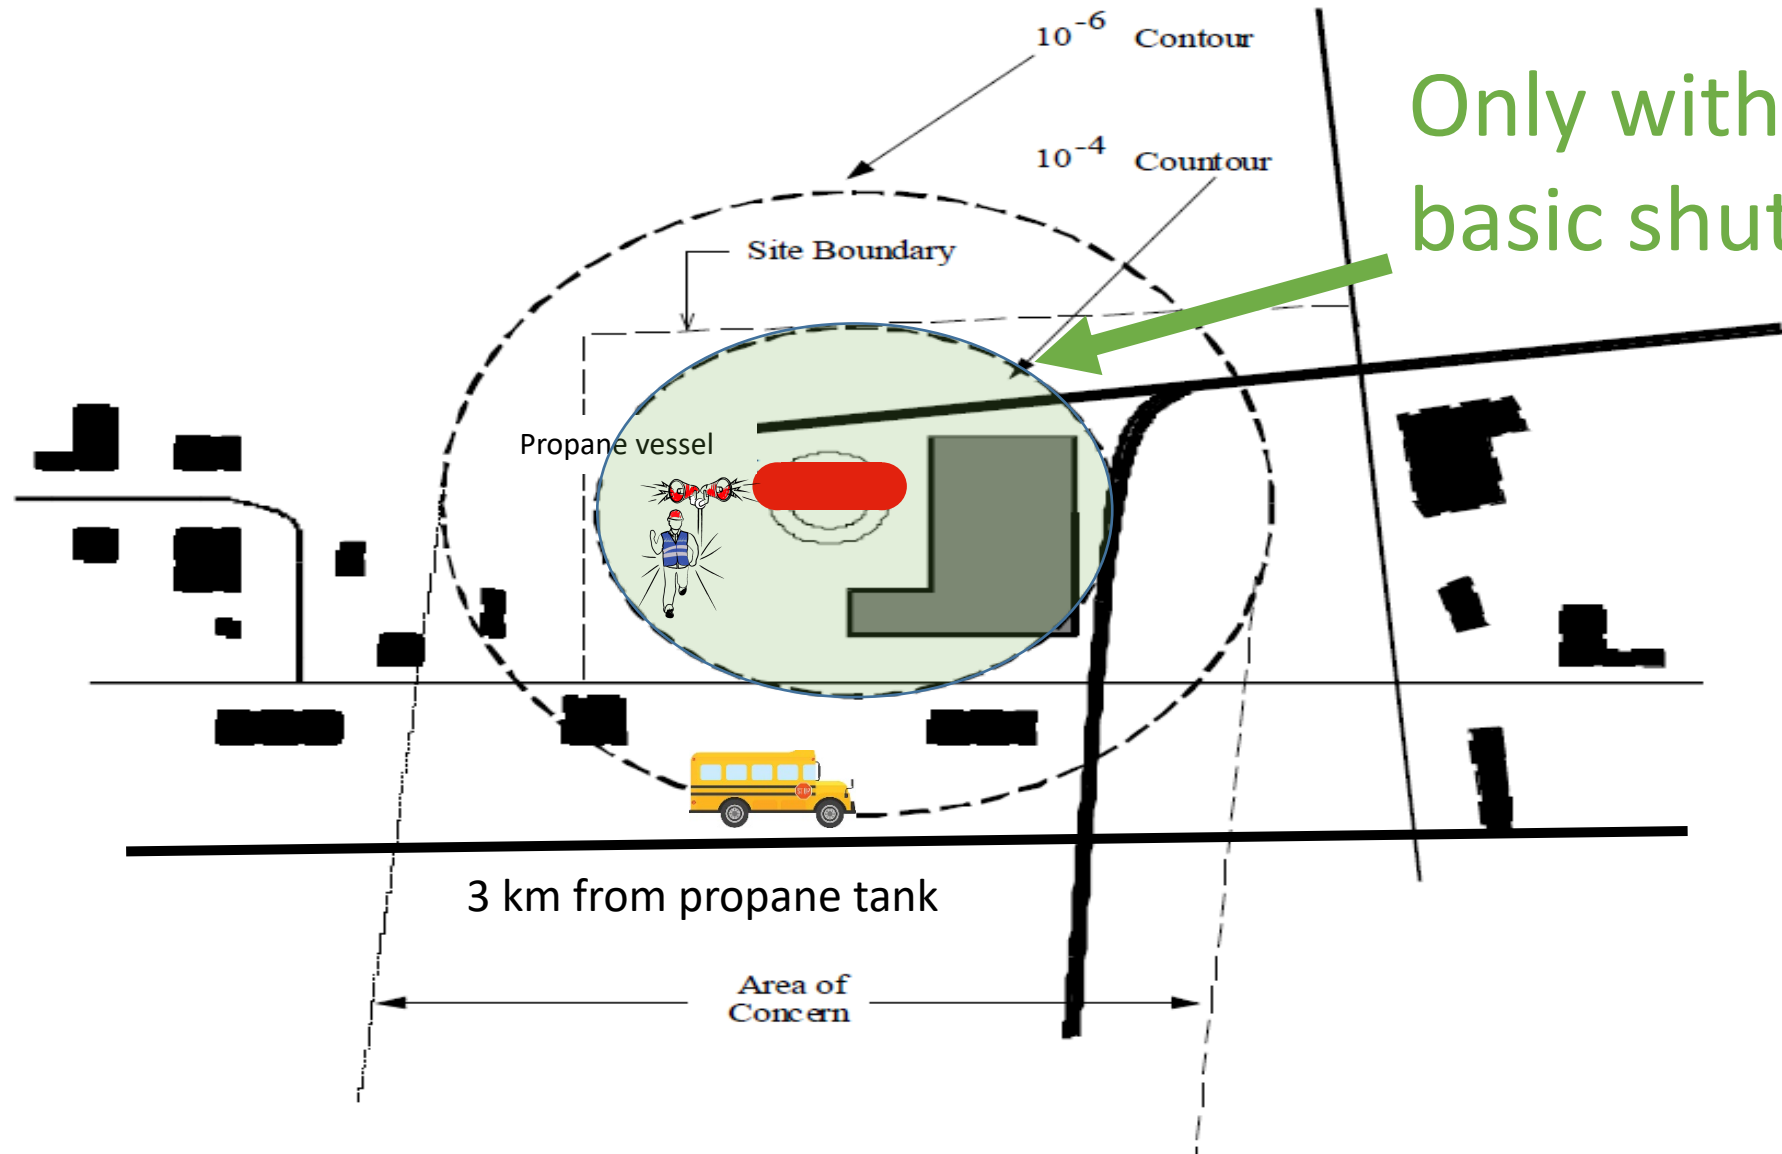 10-6 Contour
Only with
10-4 Countour
basic shut
Site Boundary
Propane vessel
STOP
3 km from propane tank
Area of
Concern